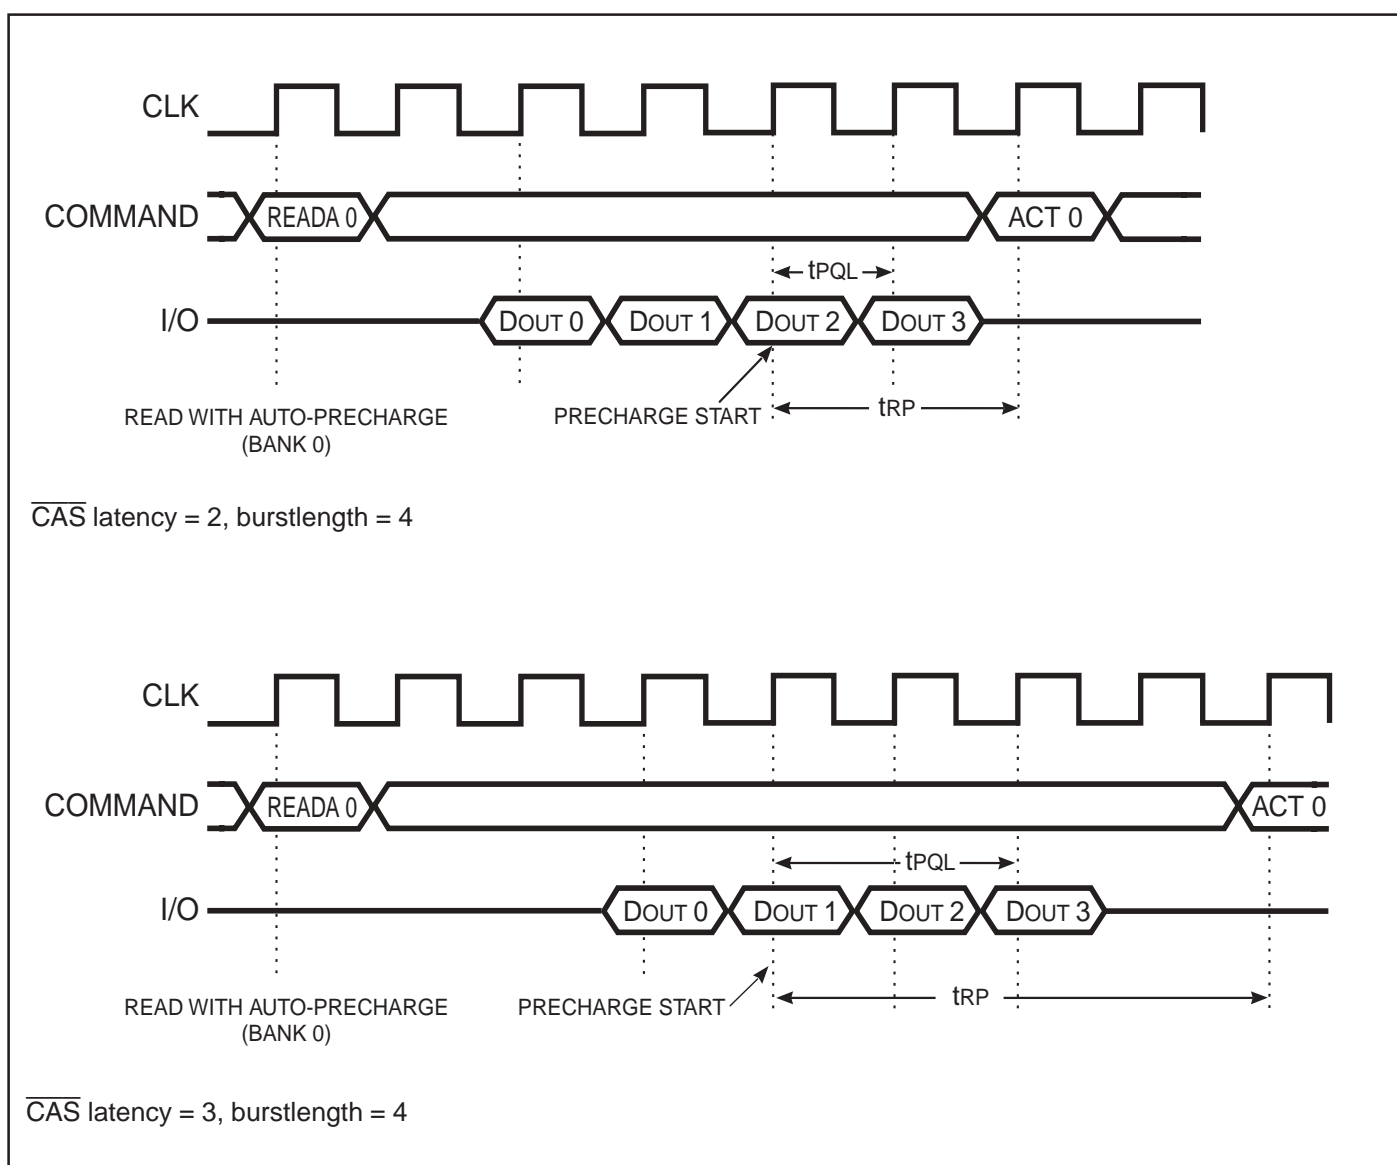 CLK
COMMAND
READA 0
ACT 0
tPQL
I/O
DOUT 0
DOUT 1
DOUT 2
DOUT 3
READ WITH AUTO-PRECHARGE
(BANK 0)
PRECHARGE START
tRP
CAS latency = 2, burstlength = 4
CLK
COMMAND
READA 0
ACT 0
tPQL
I/O
DOUT 0
DOUT 1
DOUT 2
DOUT 3
READ WITH AUTO-PRECHARGE
(BANK 0)
PRECHARGE START
tRP
CAS latency = 3, burstlength = 4